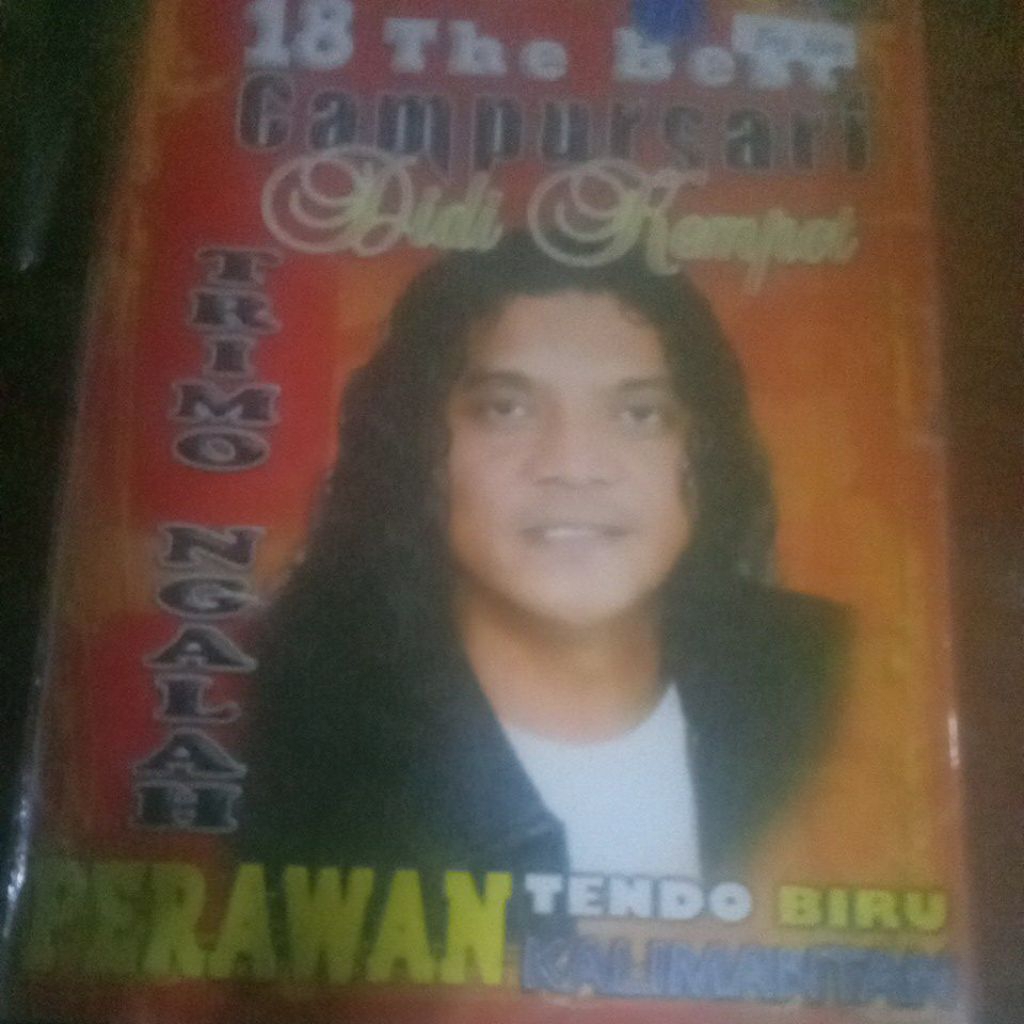 18 The Best
Campursari
Didi Kempot
TRIMO NGALAH
PERAWAN
TENDO BIRU
KALIMANTAN